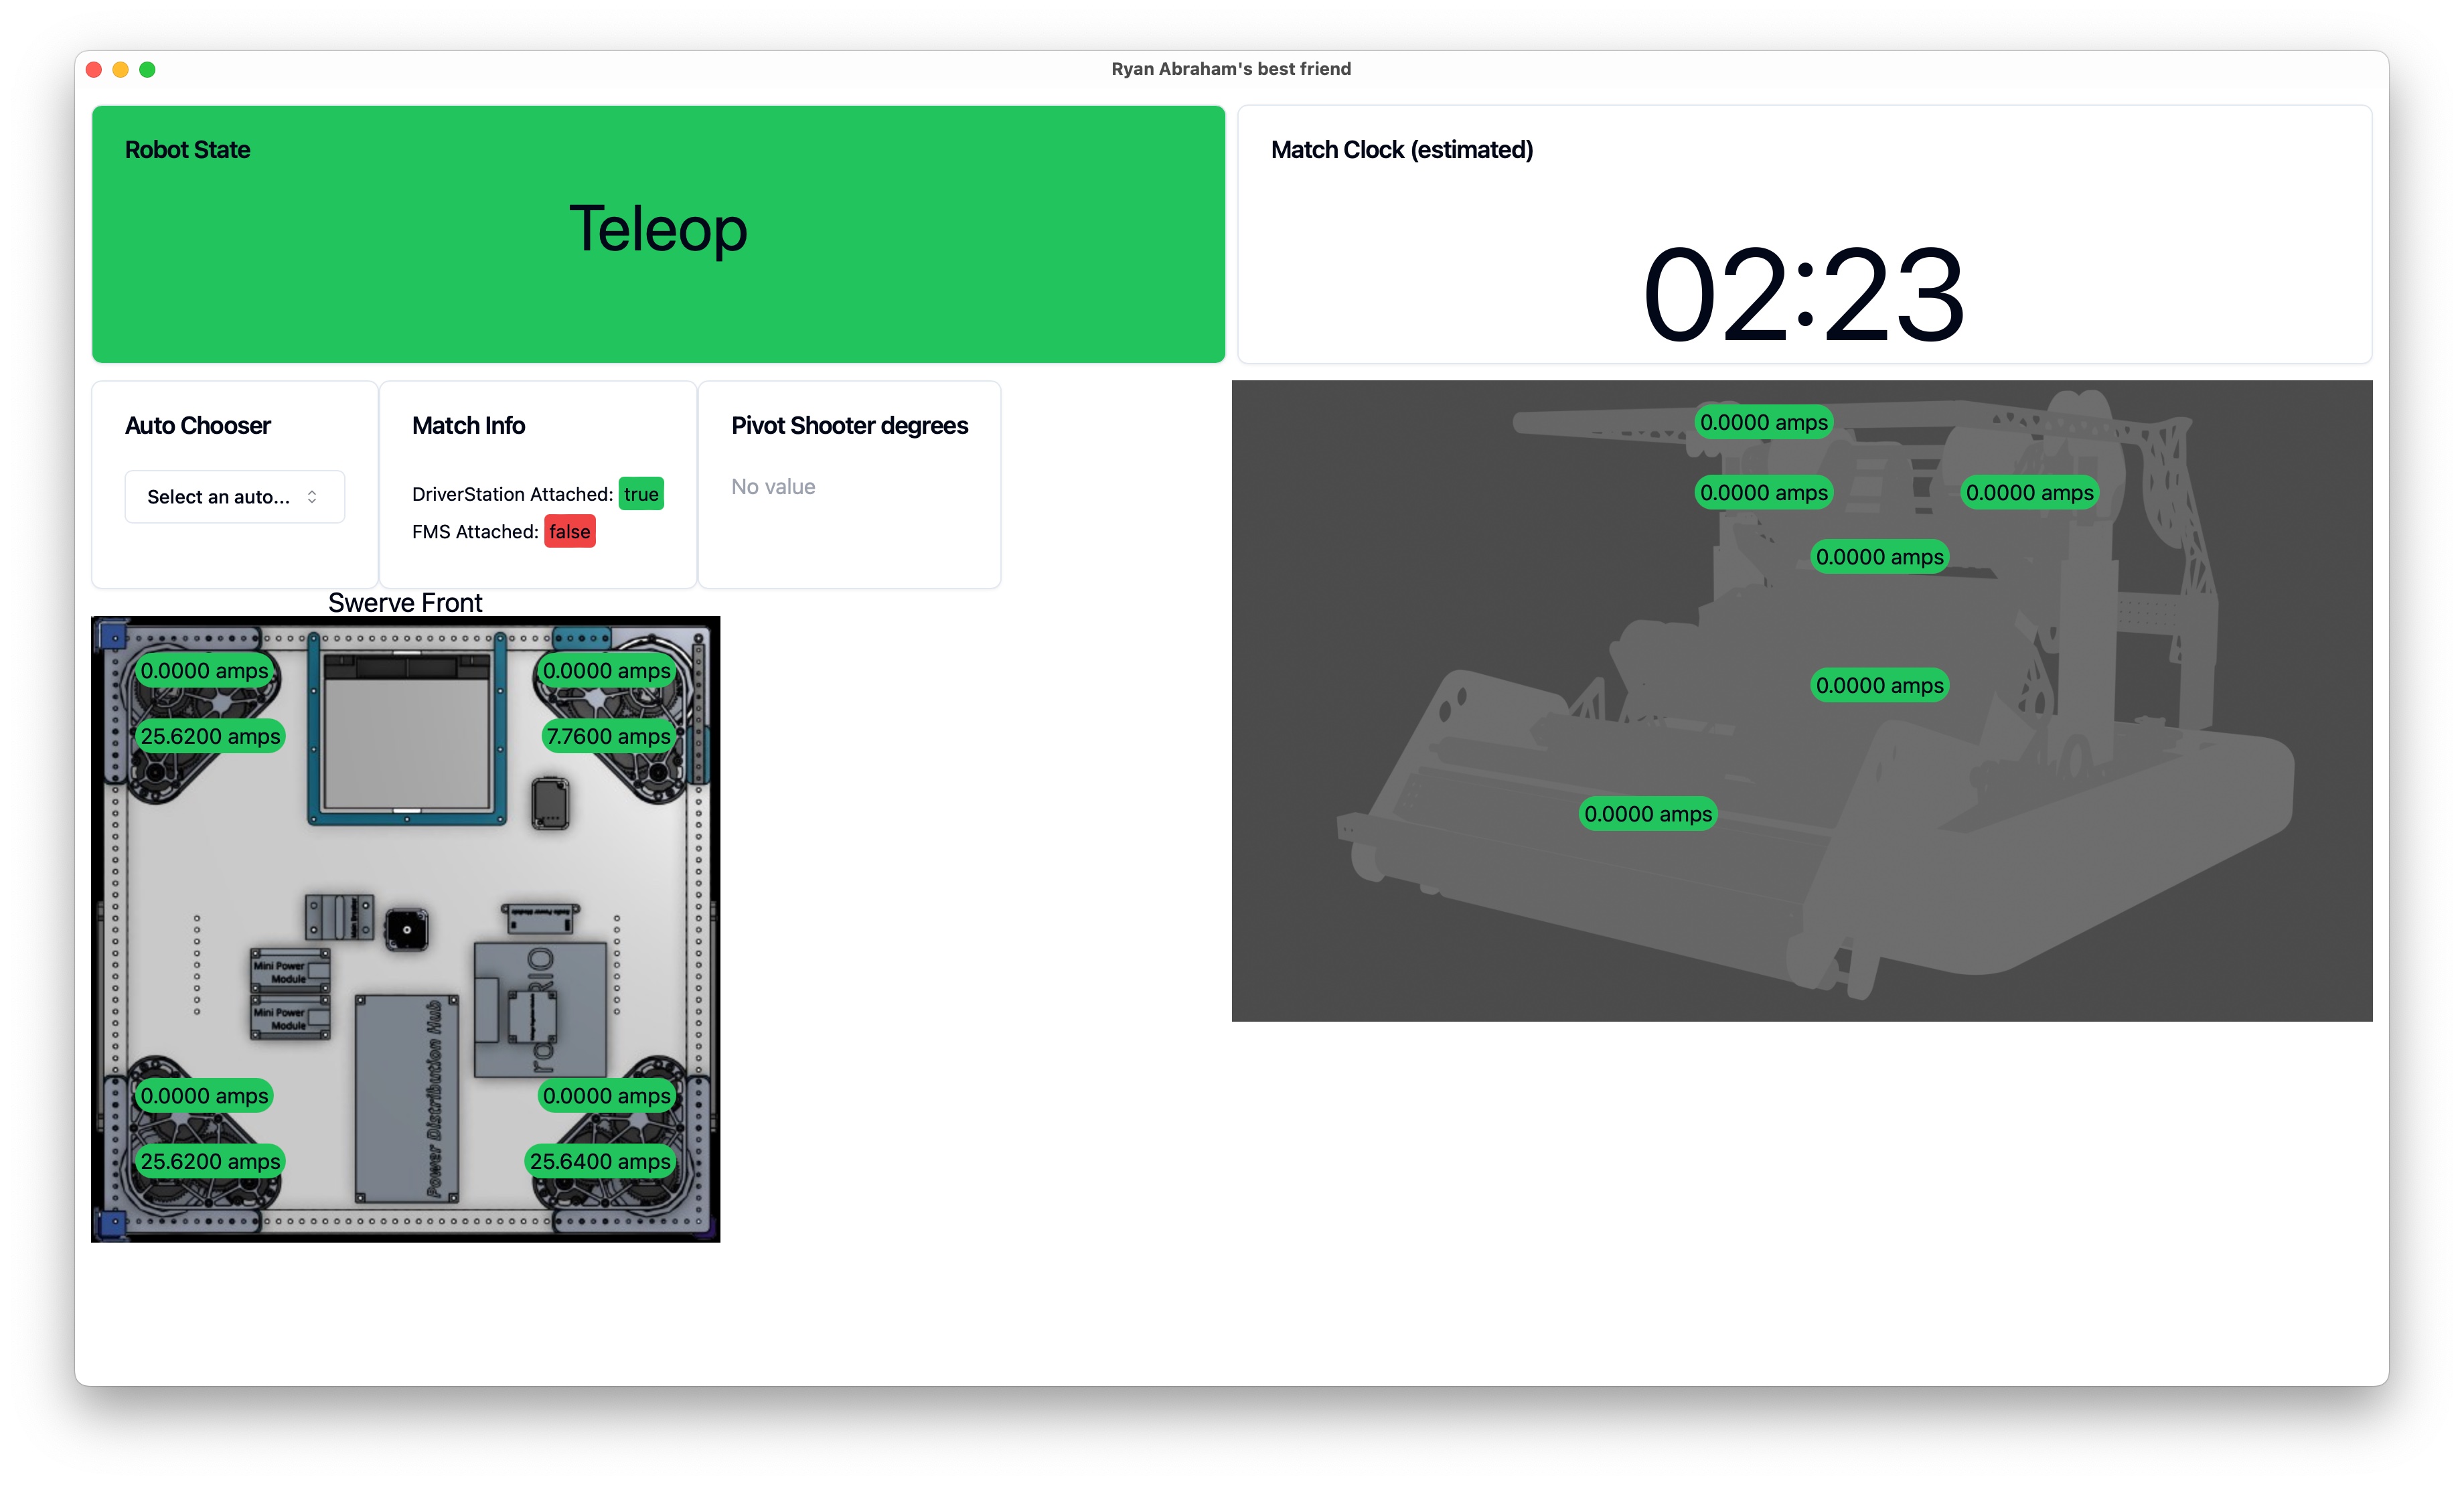 Ryan Abraham's best friend
Robot State
Teleop
Match Clock (estimated)
02:23
Auto Chooser
Select an auto...
Match Info
DriverStation Attached: true
FMS Attached: false
Pivot Shooter degrees
No value
Swerve Front
0.0000 amps
0.0000 amps
25.6200 amps
7.7600 amps
Mini Power
Module
Mini Power
Module
Power Distribution Hub
0.0000 amps
0.0000 amps
25.6200 amps
25.6400 amps
0.0000 amps
0.0000 amps
0.0000 amps
0.0000 amps
0.0000 amps
0.0000 amps